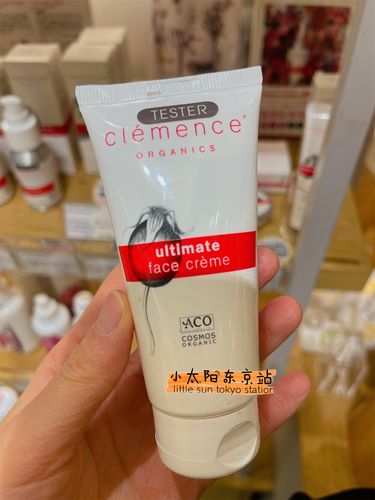 TESTER
clémence®
ORGANICS
ultimate
face crème
ACO
COSMOS
ORGANIC
小太阳东京站
little sun tokyo station